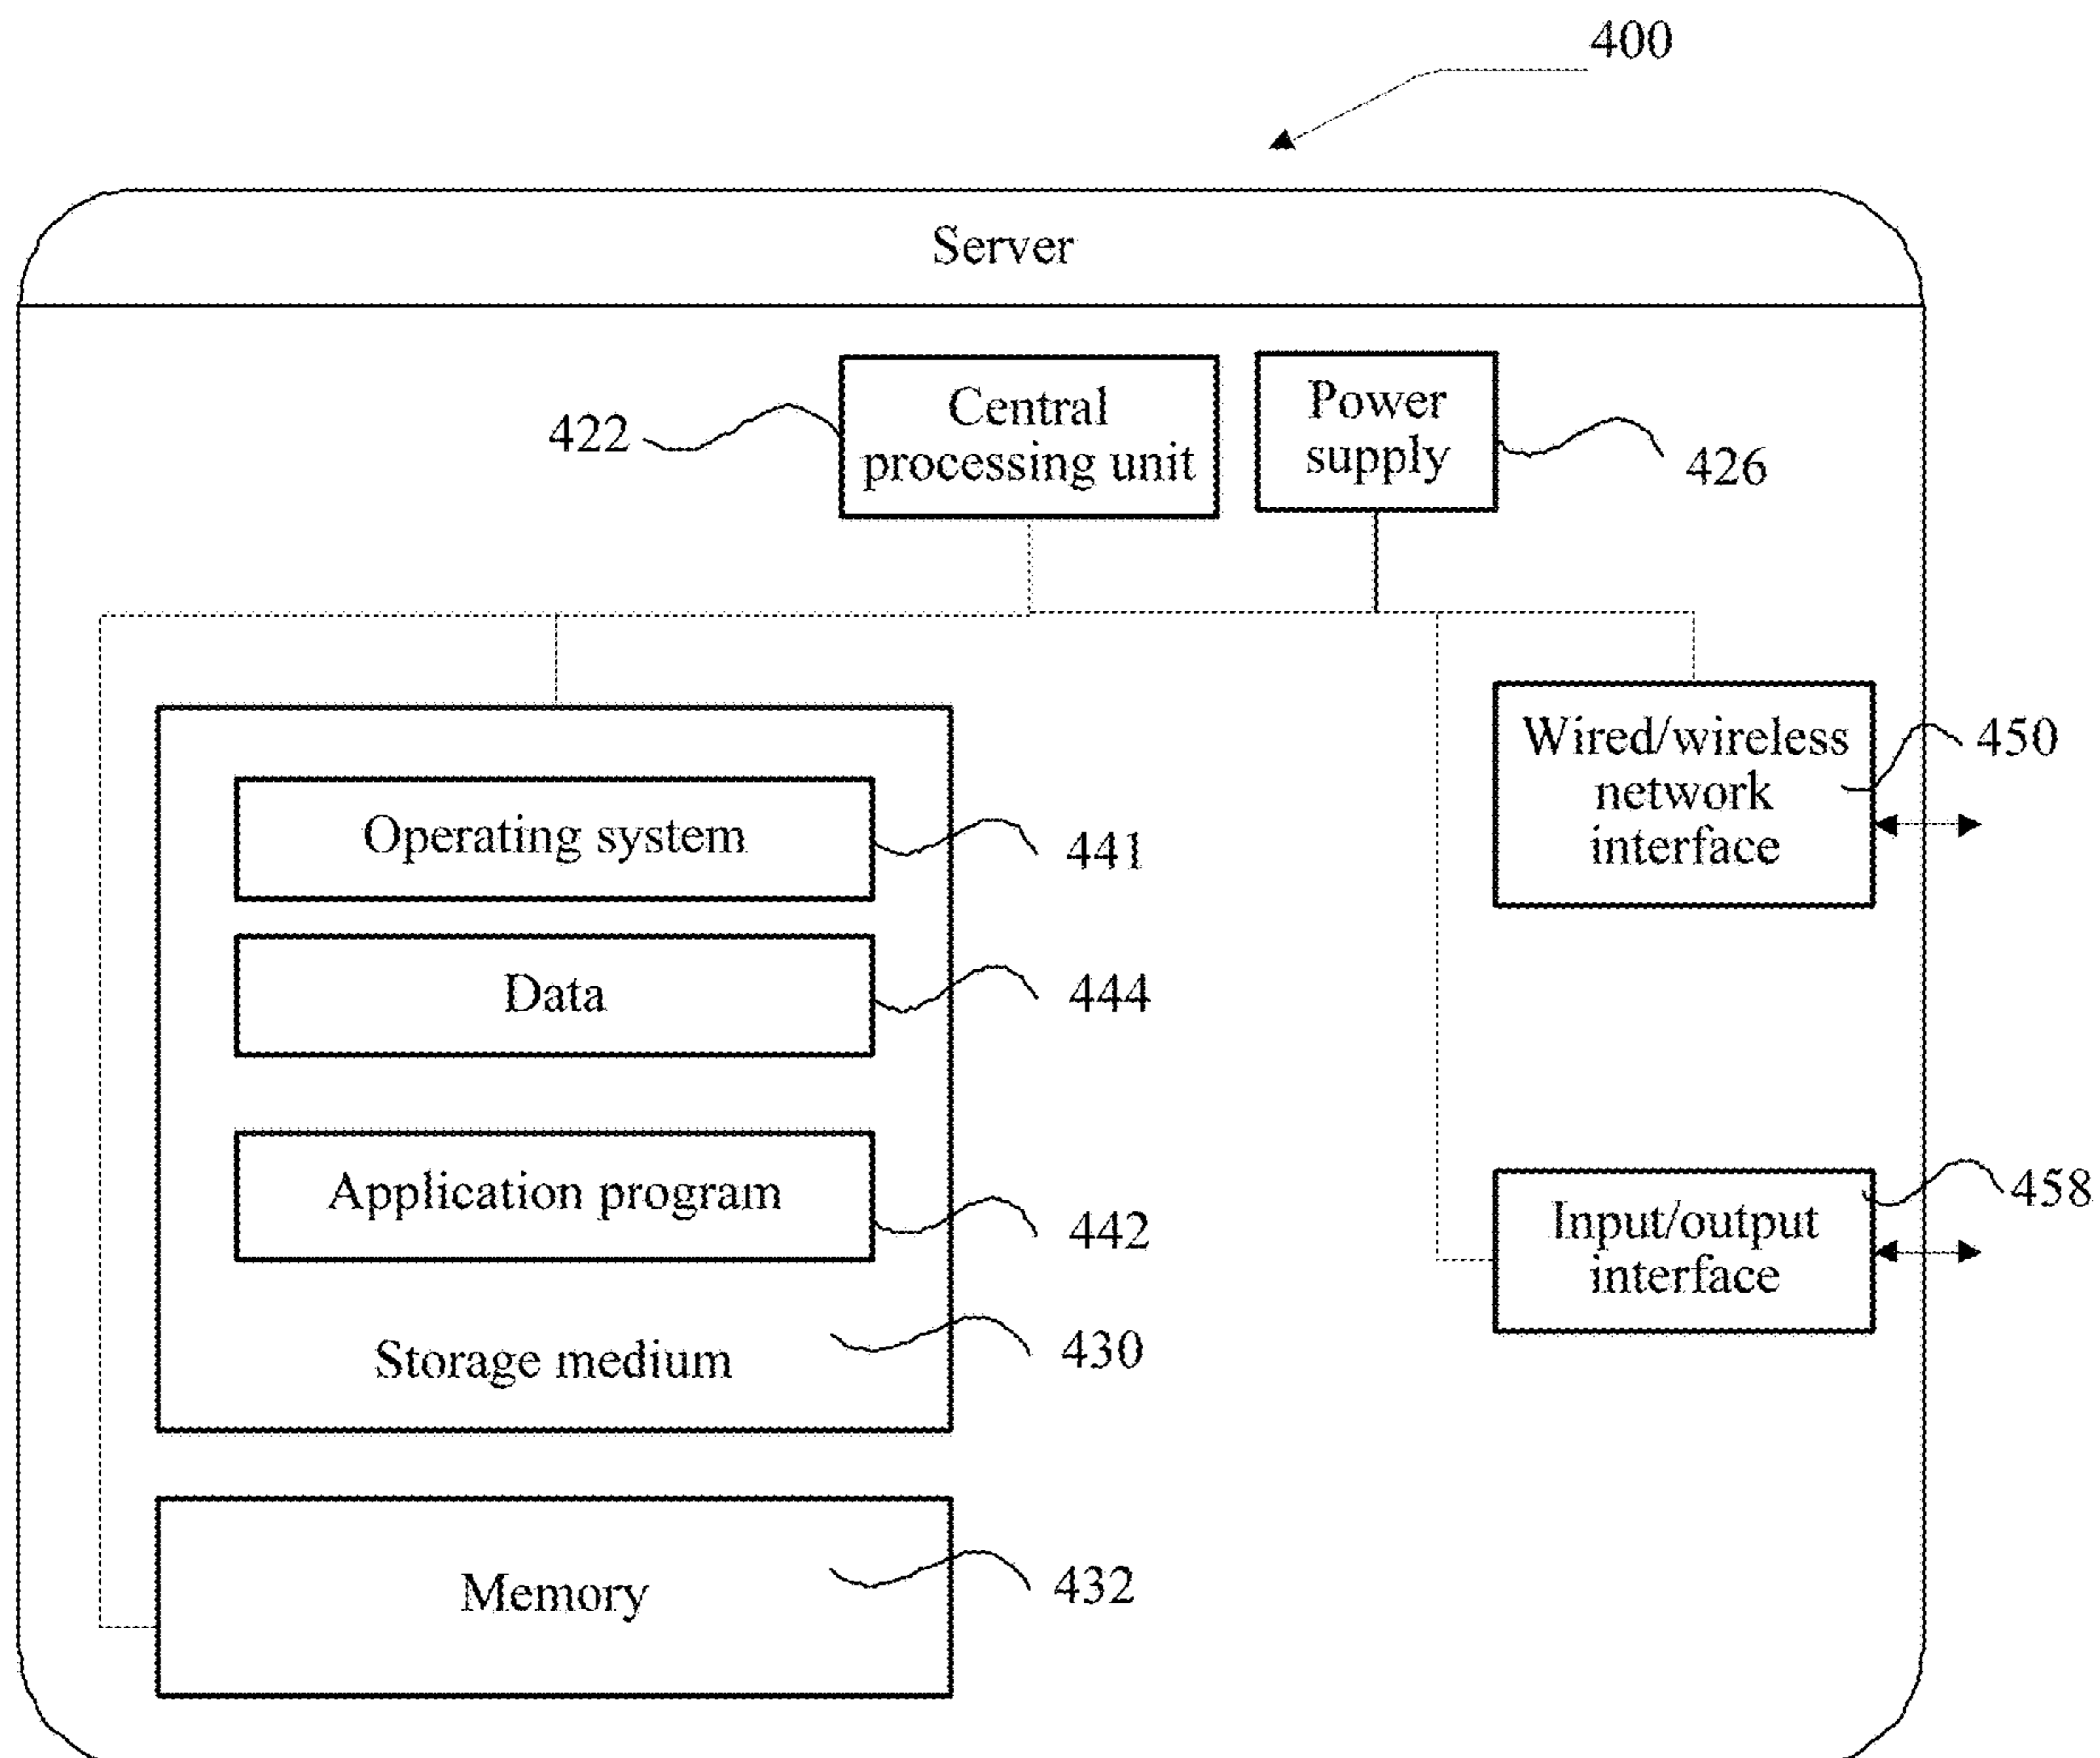 400
Server
Central
processing unit
422
Power
supply
426
Wired/wireless
network
interface
450
Operating system
441
Data
444
Application program
442
Storage medium
430
Input/output
interface
458
Memory
432